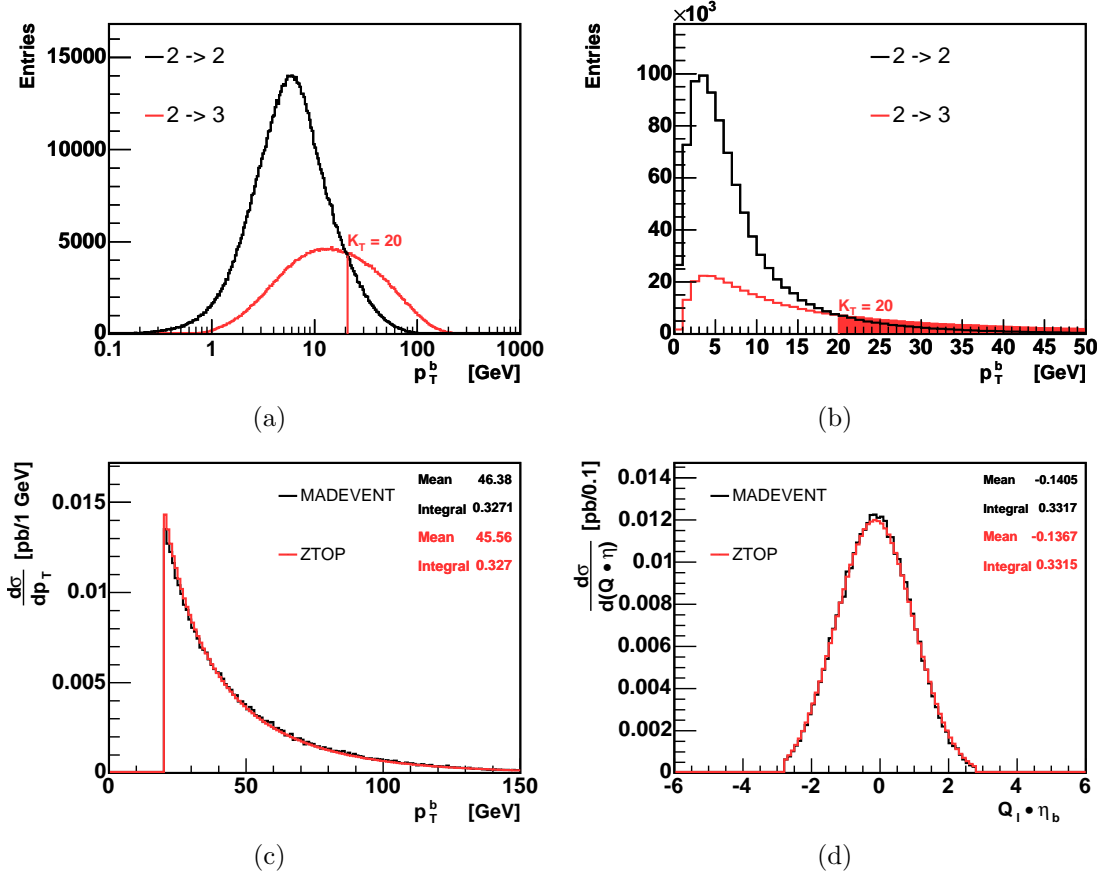 Entries
15000
10000
5000
0
2 -> 2
2 -> 3
K_T = 20
0.1 1 10 100 1000
p_T^b [GeV]
(a)
×10^3
Entries
100
80
60
40
20
0
2 -> 2
2 -> 3
K_T = 20
0 5 10 15 20 25 30 35 40 45 50
p_T^b [GeV]
(b)
dσ/dp_T [pb/1 GeV]
0.015
0.01
0.005
0
MADEVENT
ZTOP
Mean 46.38
Integral 0.3271
Mean 45.56
Integral 0.327
0 50 100 150
p_T^b [GeV]
(c)
dσ/d(Q • η) [pb/0.1]
0.014
0.012
0.01
0.008
0.006
0.004
0.002
0
MADEVENT
ZTOP
Mean -0.1405
Integral 0.3317
Mean -0.1367
Integral 0.3315
-6 -4 -2 0 2 4 6
Q_l • η_b
(d)